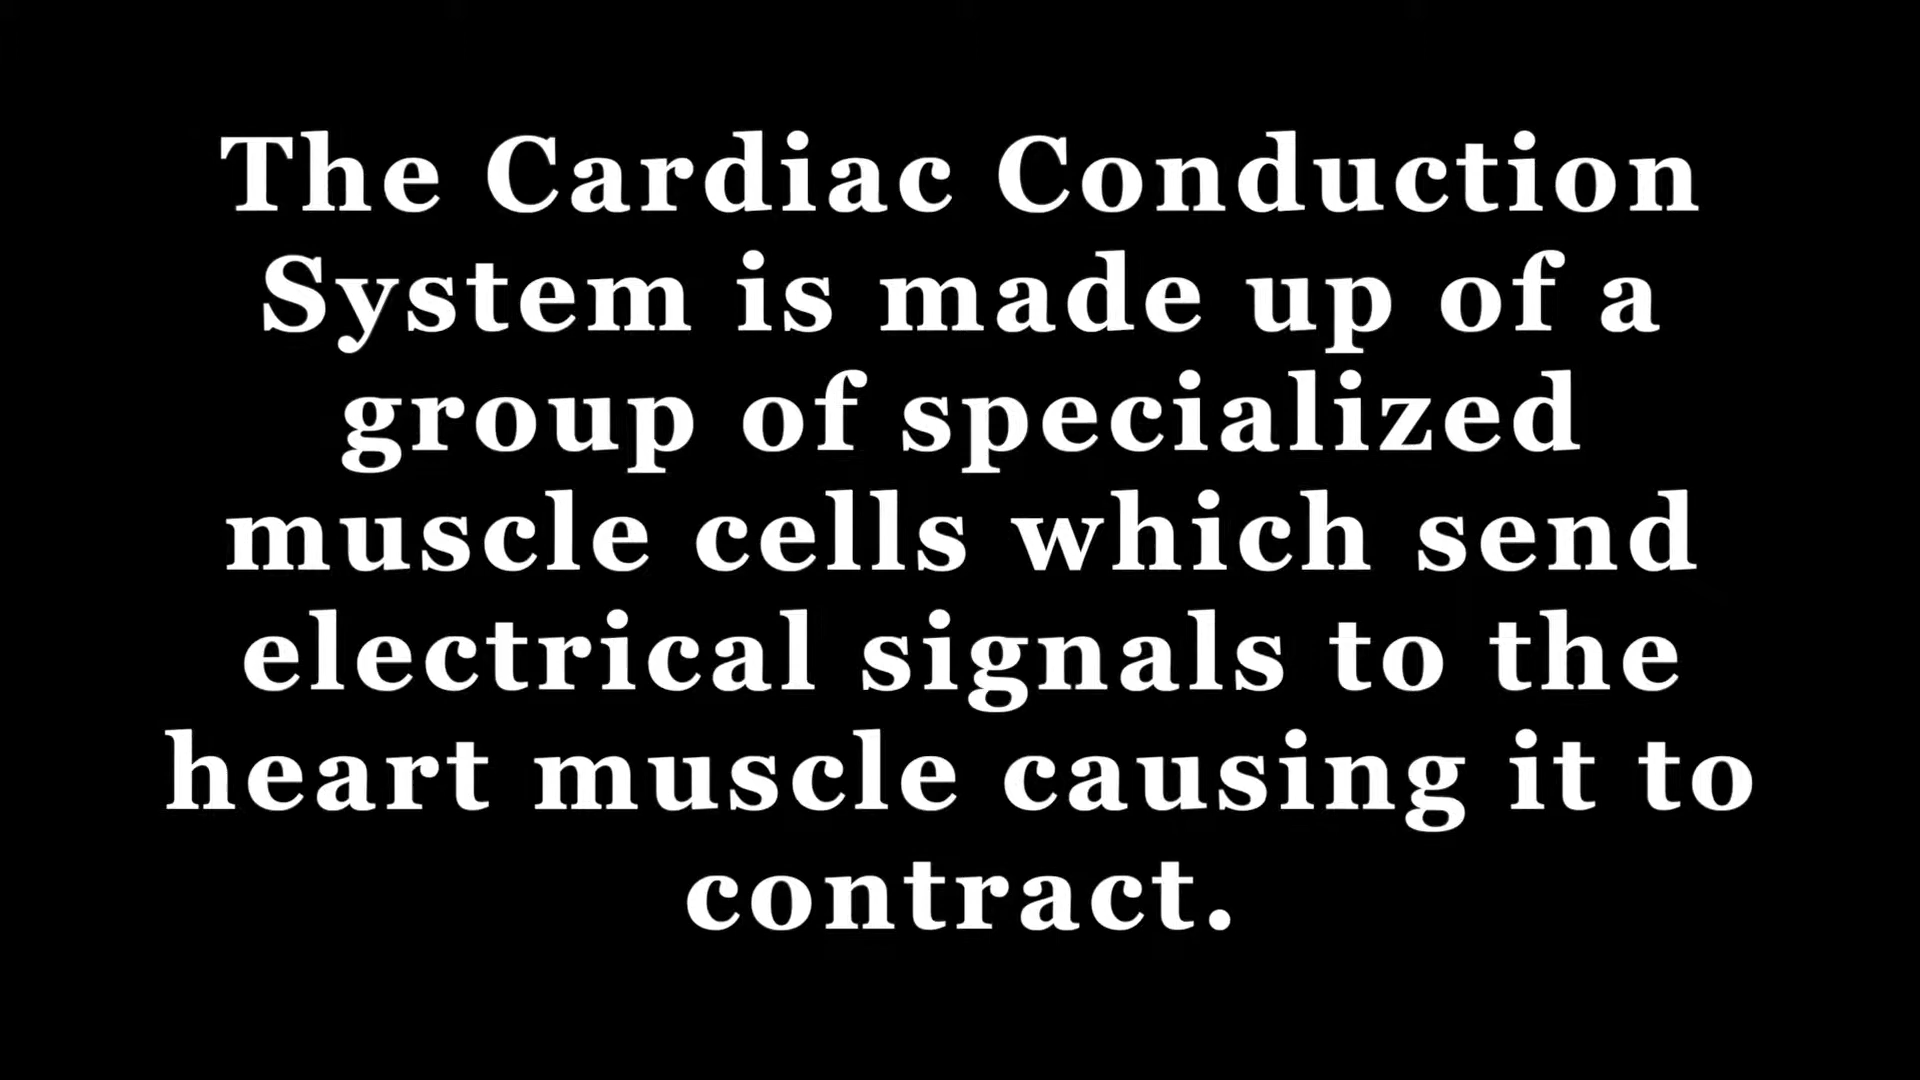 The Cardiac Conduction
System is made up of a
group of specialized
muscle cells which send
electrical signals to the
heart muscle causing it to
contract.